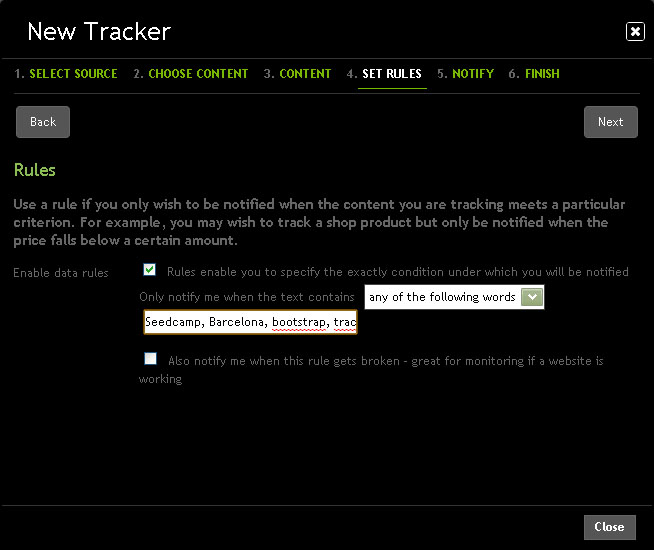 New Tracker
1. SELECT SOURCE 2. CHOOSE CONTENT 3. CONTENT 4. SET RULES 5. NOTIFY 6. FINISH
Back
Next
Rules
Use a rule if you only wish to be notified when the content you are tracking meets a particular
criterion. For example, you may wish to track a shop product but only be notified when the
price falls below a certain amount.
Enable data rules
Rules enable you to specify the exactly condition under which you will be notified
Only notify me when the text contains any of the following words
Seedcamp, Barcelona, bootstrap, trac
Also notify me when this rule gets broken - great for monitoring if a website is
working
Close